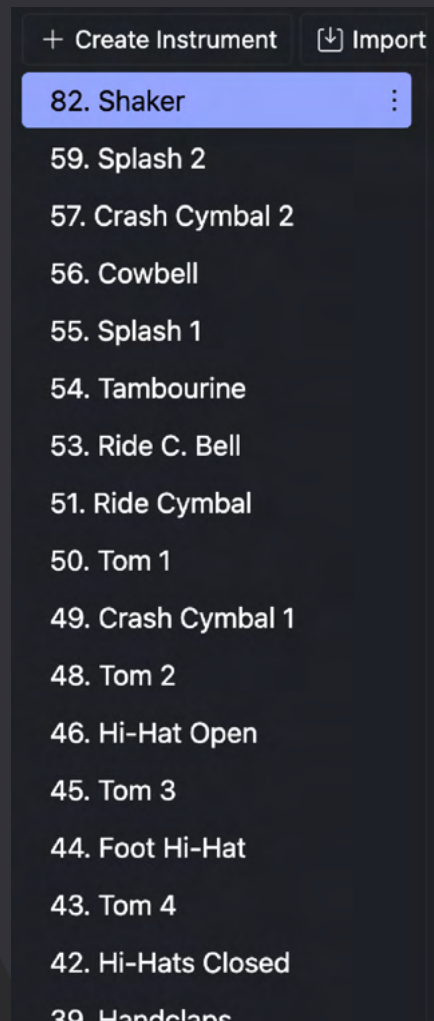 + Create Instrument Import
82. Shaker
59. Splash 2
57. Crash Cymbal 2
56. Cowbell
55. Splash 1
54. Tambourine
53. Ride C. Bell
51. Ride Cymbal
50. Tom 1
49. Crash Cymbal 1
48. Tom 2
46. Hi-Hat Open
45. Tom 3
44. Foot Hi-Hat
43. Tom 4
42. Hi-Hats Closed
39. Handclaps